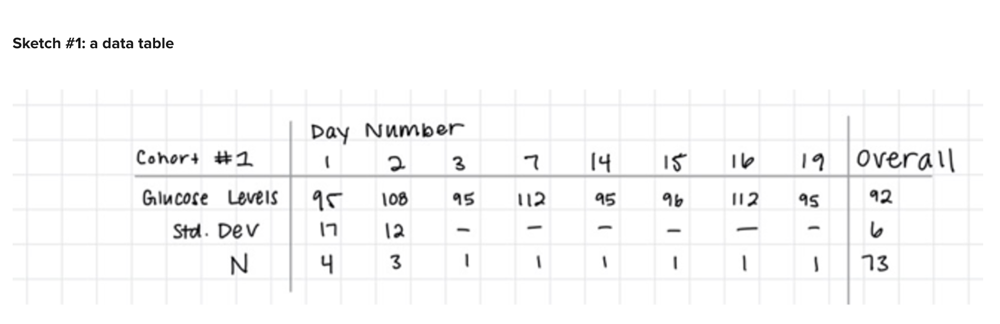 Sketch #1: a data table
Day Number
Cohort #1 1 2 3 7 14 15 16 19 Overall
Glucose Levels 95 108 95 112 95 96 112 95 92
Std. Dev 17 12 - - - - - - 6
N 4 3 1 1 1 1 1 1 73